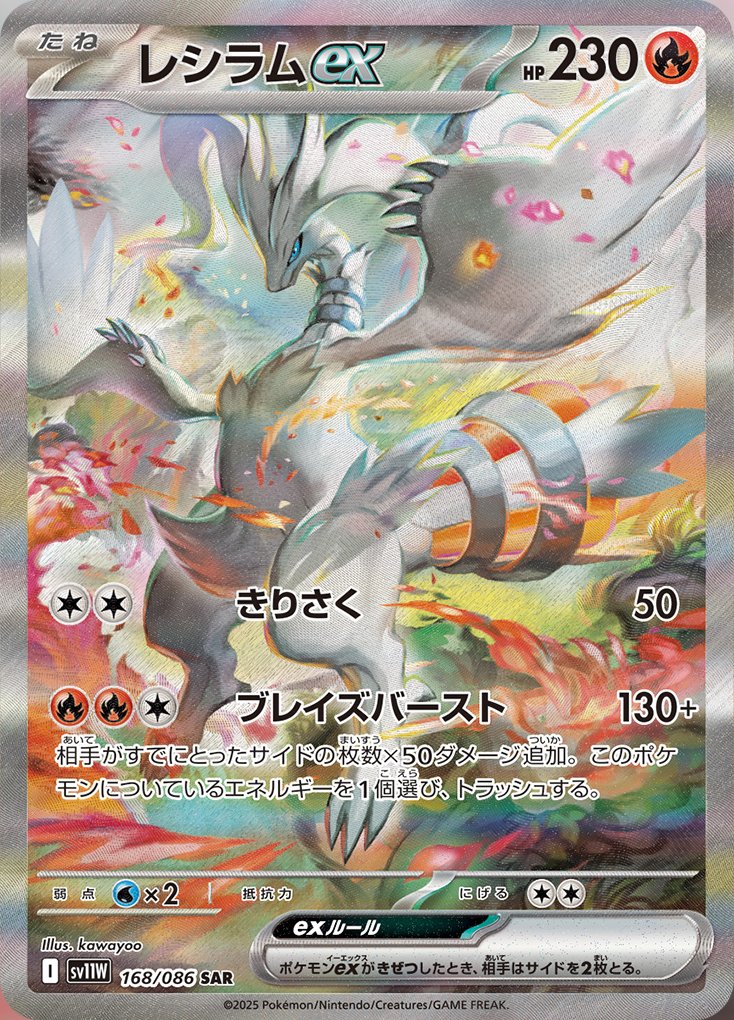 たね
レシラムex
HP 230
きりさく 50
ブレイズバースト 130+
相手がすでにとったサイドの枚数×50ダメージ追加。このポケ
モンについているエネルギーを1個選び、トラッシュする。
弱点 ×2 抵抗力 にげる
exルール
ポケモンexがきぜつしたとき、相手はサイドを2枚とる。
Illus. kawayoo
I sv11W 168/086 SAR
©2025 Pokémon/Nintendo/Creatures/GAME FREAK.